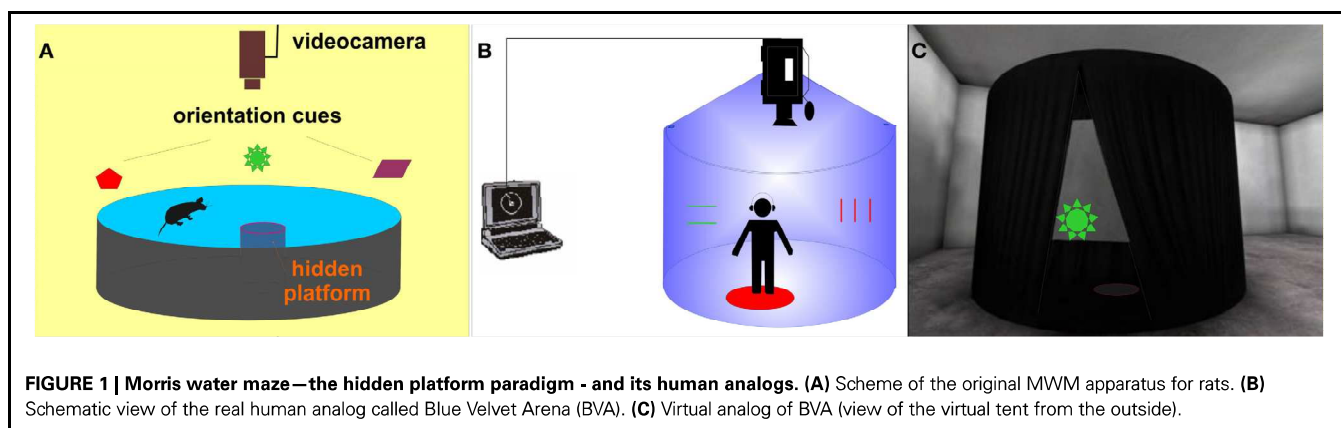 A
videocamera
orientation cues
hidden
platform
B
C
FIGURE 1 | Morris water maze—the hidden platform paradigm - and its human analogs. (A) Scheme of the original MWM apparatus for rats. (B)
Schematic view of the real human analog called Blue Velvet Arena (BVA). (C) Virtual analog of BVA (view of the virtual tent from the outside).